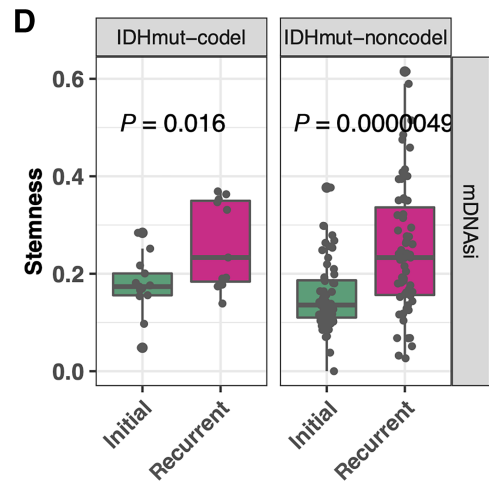 D
IDHmut−codel
IDHmut−noncodel
P = 0.016
P = 0.0000049
0.6
0.4
0.2
0.0
Stemness
mDNAsi
Initial
Recurrent
Initial
Recurrent